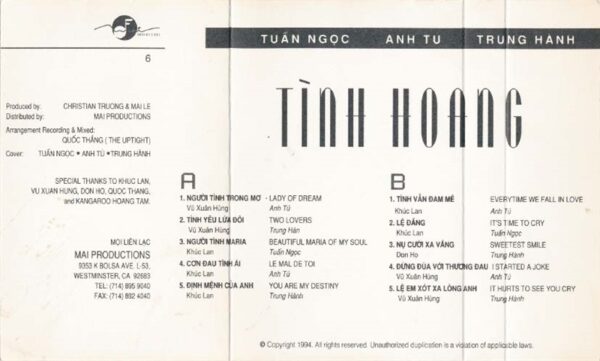 6
Produced by: CHRISTIAN TRUONG & MAI LE
Distributed by: MAI PRODUCTIONS
Arrangement Recording & Mixed:
QUỐC THẮNG ( THE UPTIGHT)
Cover: TUẤN NGỌC • ANH TÚ • TRUNG HÀNH
SPECIAL THANKS TO KHUC LAN,
VU XUAN HUNG, DON HO, QUOC THANG,
and KANGAROO HOANG TAM.
MỌI LIÊN LẠC
MAI PRODUCTIONS
9353 K BOLSA AVE. L-53,
WESTMINSTER, CA 92683
TEL: (714) 895 9040
FAX: (714) 892 4040
TUẤN NGỌC ANH TU TRUNG HÀNH
TÌNH HOANG
A
1. NGƯỜI TÌNH TRONG MƠ - LADY OF DREAM
Vũ Xuân Hùng Anh Tú
2. TÌNH YÊU LỪA DỐI TWO LOVERS
Vũ Xuân Hùng Trung Hàn
3. NGƯỜI TÌNH MARIA BEAUTIFUL MARIA OF MY SOUL
Khúc Lan Tuấn Ngọc
4. CƠN ĐAU TÌNH ÁI LE MAL DE TOI
Khúc Lan Anh Tú
5. ĐỊNH MỆNH CỦA ANH YOU ARE MY DESTINY
Khúc Lan Trung Hành
B
1. TÌNH VẪN ĐAM MÊ EVERYTIME WE FALL IN LOVE
Khúc Lan Anh Tú
2. LỆ ĐẮNG IT'S TIME TO CRY
Khúc Lan Tuấn Ngọc
3. NỤ CƯỜI XA VẮNG SWEETEST SMILE
Don Ho Trung Hành
4. ĐỪNG ĐÙA VỚI THƯƠNG ĐAU I STARTED A JOKE
Vũ Xuân Hùng Anh Tú
5. LỆ EM XÓT XA LÒNG ANH IT HURTS TO SEE YOU CRY
Vũ Xuân Hùng Trung Hành
© Copyright 1994. All rights reserved. Unauthorized duplication is a violation of applicable laws.